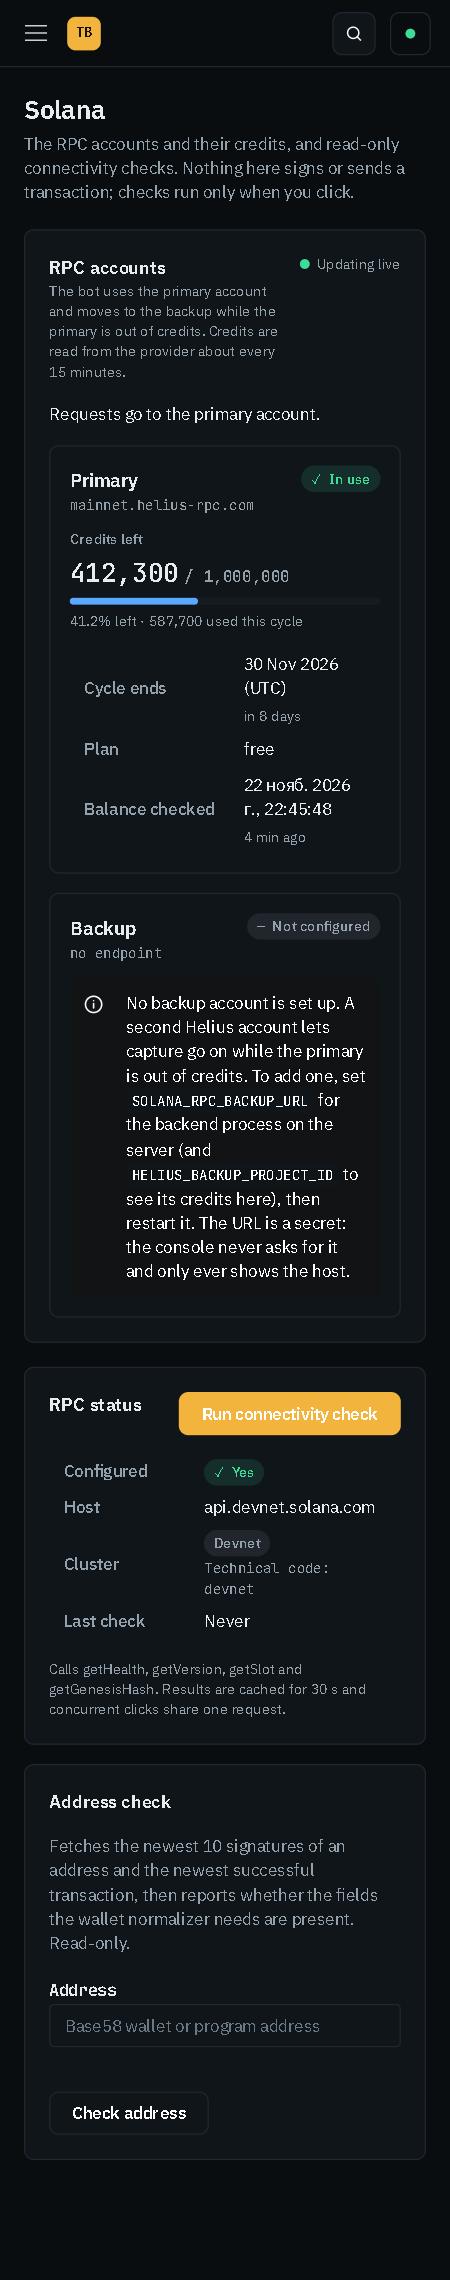 TB
Solana
The RPC accounts and their credits, and read-only
connectivity checks. Nothing here signs or sends a
transaction; checks run only when you click.
RPC accounts
Updating live
The bot uses the primary account
and moves to the backup while the
primary is out of credits. Credits are
read from the provider about every
15 minutes.
Requests go to the primary account.
Primary
✓ In use
mainnet.helius-rpc.com
Credits left
412,300 / 1,000,000
41.2% left · 587,700 used this cycle
Cycle ends
30 Nov 2026
(UTC)
in 8 days
Plan
free
Balance checked
22 нояб. 2026
г., 22:45:48
4 min ago
Backup
– Not configured
no endpoint
No backup account is set up. A
second Helius account lets
capture go on while the primary
is out of credits. To add one, set
SOLANA_RPC_BACKUP_URL for
the backend process on the
server (and
HELIUS_BACKUP_PROJECT_ID to
see its credits here), then
restart it. The URL is a secret:
the console never asks for it
and only ever shows the host.
RPC status
Run connectivity check
Configured
✓ Yes
Host
api.devnet.solana.com
Cluster
Devnet
Technical code:
devnet
Last check
Never
Calls getHealth, getVersion, getSlot and
getGenesisHash. Results are cached for 30 s and
concurrent clicks share one request.
Address check
Fetches the newest 10 signatures of an
address and the newest successful
transaction, then reports whether the fields
the wallet normalizer needs are present.
Read-only.
Address
Base58 wallet or program address
Check address